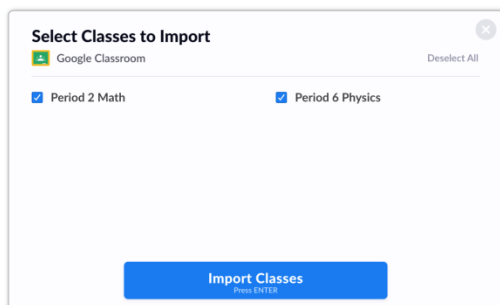 Select Classes to Import
Google Classroom
Deselect All
Period 2 Math
Period 6 Physics
Import Classes
Press ENTER